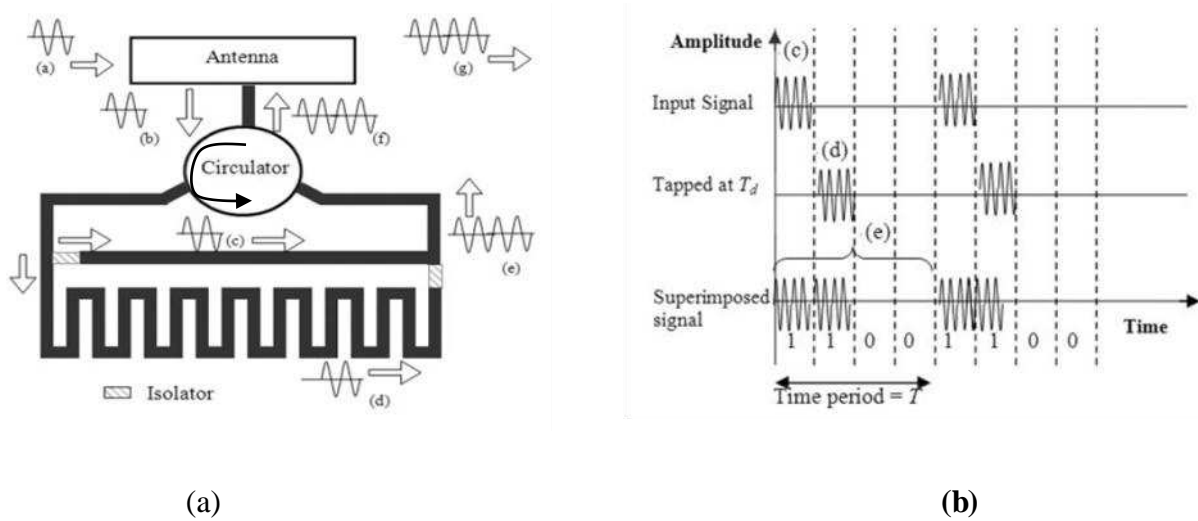 (a)
Antenna
(g)
(b)
(f)
Circulator
(c)
(e)
(d)
Isolator
Amplitude
(c)
Input Signal
(d)
Tapped at Td
(e)
Superimposed
signal
Time
1 1 0 0 1 1 0 0
Time period = T
(a)
(b)